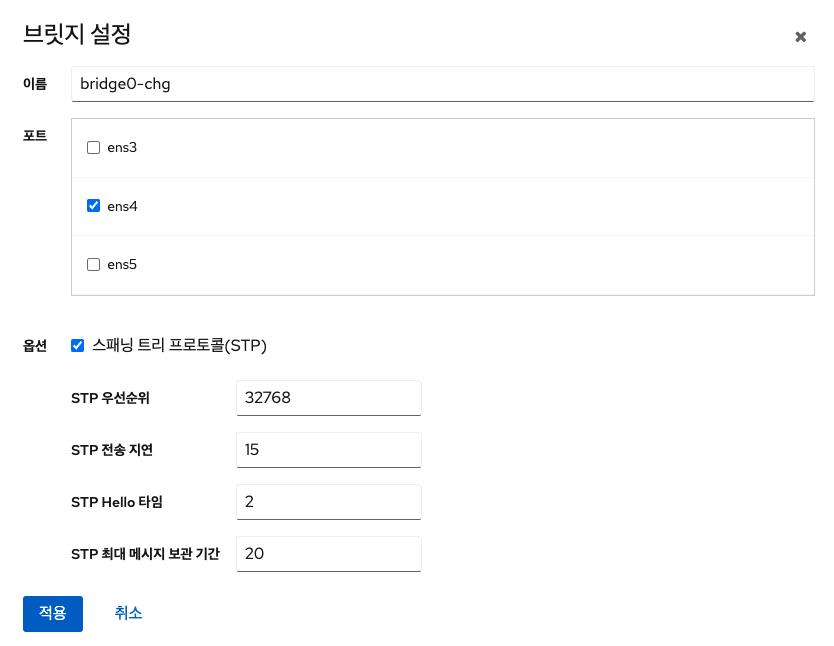 브릿지 설정
이름 bridge0-chg
포트
ens3
ens4
ens5
옵션 스패닝 트리 프로토콜(STP)
STP 우선순위 32768
STP 전송 지연 15
STP Hello 타임 2
STP 최대 메시지 보관 기간 20
적용 취소